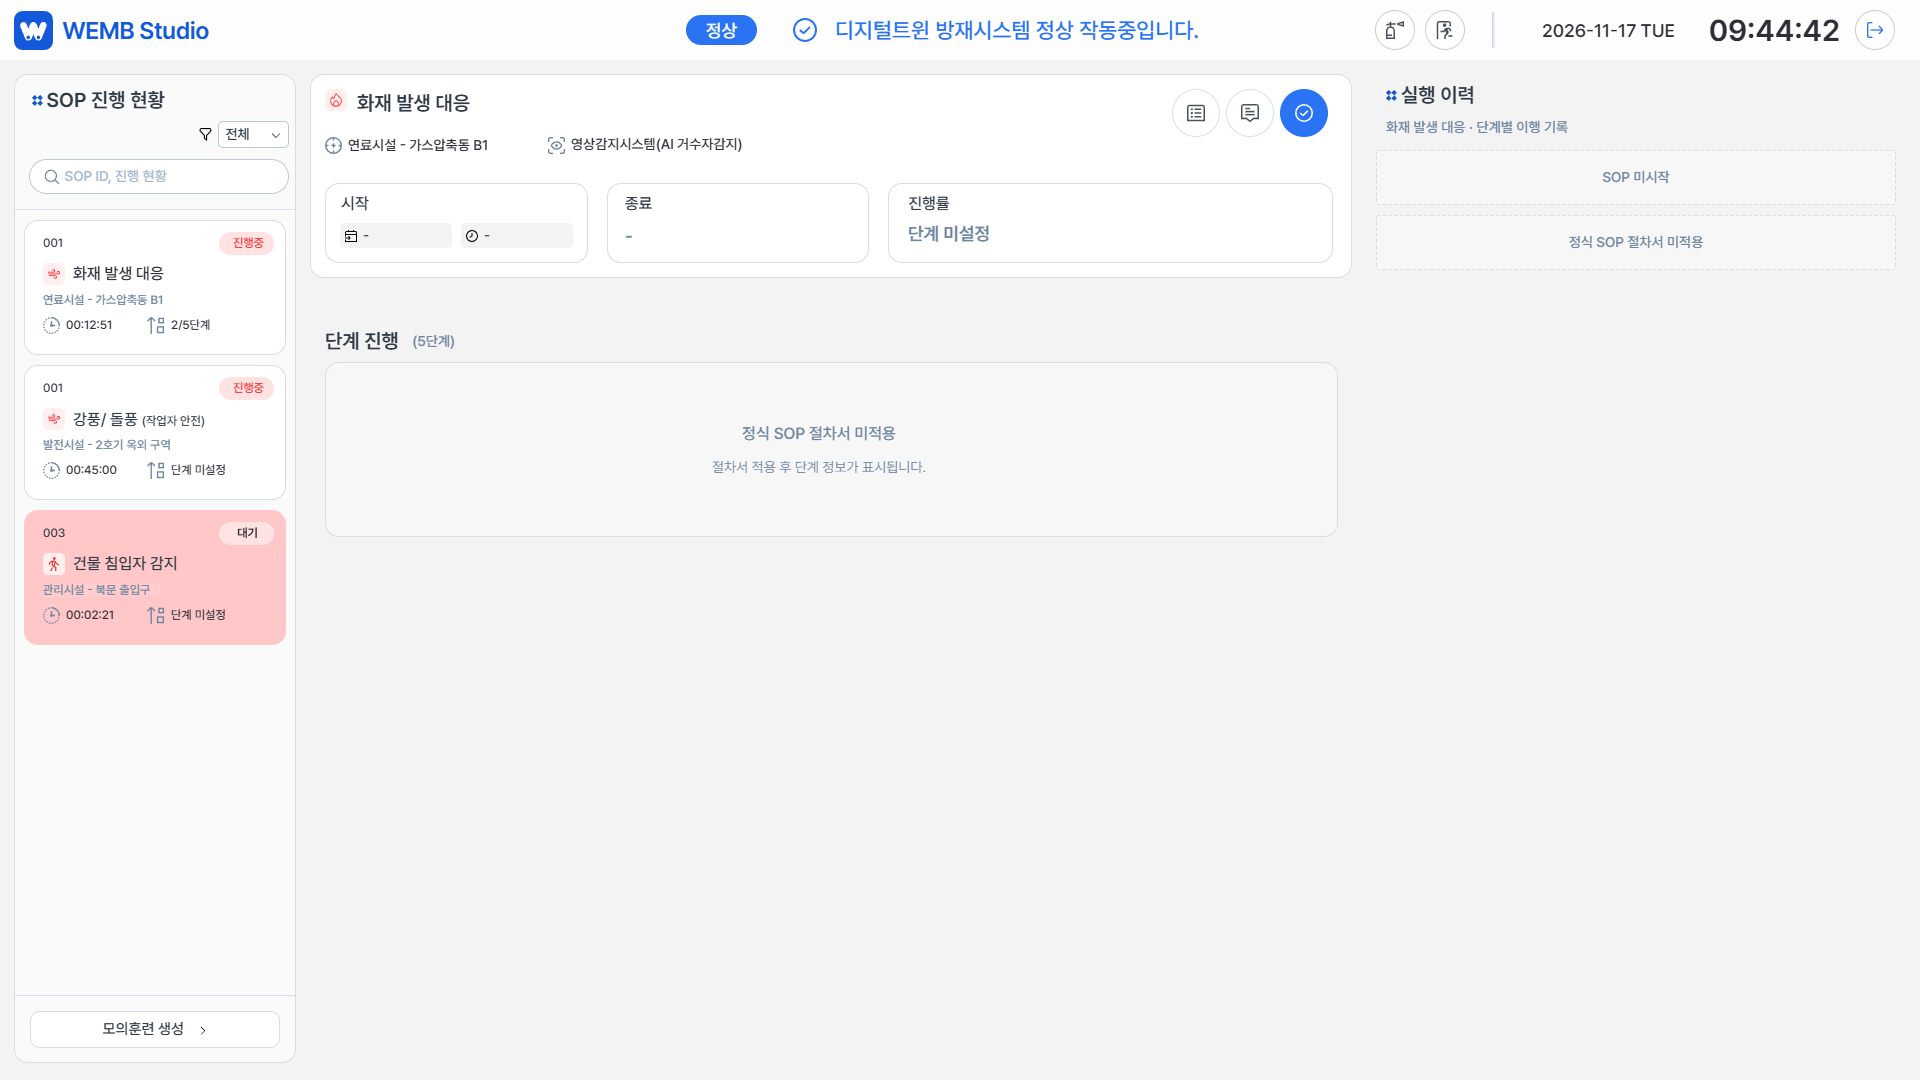 WEMB Studio
정상
디지털트윈 방재시스템 정상 작동중입니다.
2026-11-17 TUE
09:44:42
SOP 진행 현황
전체
SOP ID, 진행 현황
001
진행중
화재 발생 대응
연료시설 - 가스압축동 B1
00:12:51
2/5단계
001
진행중
강풍/ 돌풍 (작업자 안전)
발전시설 - 2호기 옥외 구역
00:45:00
단계 미설정
003
대기
건물 침입자 감지
관리시설 - 북문 출입구
00:02:21
단계 미설정
모의훈련 생성
화재 발생 대응
연료시설 - 가스압축동 B1
영상감지시스템(AI 거수자감지)
시작
-
-
종료
-
진행률
단계 미설정
단계 진행 (5단계)
정식 SOP 절차서 미적용
절차서 적용 후 단계 정보가 표시됩니다.
실행 이력
화재 발생 대응 · 단계별 이행 기록
SOP 미시작
정식 SOP 절차서 미적용